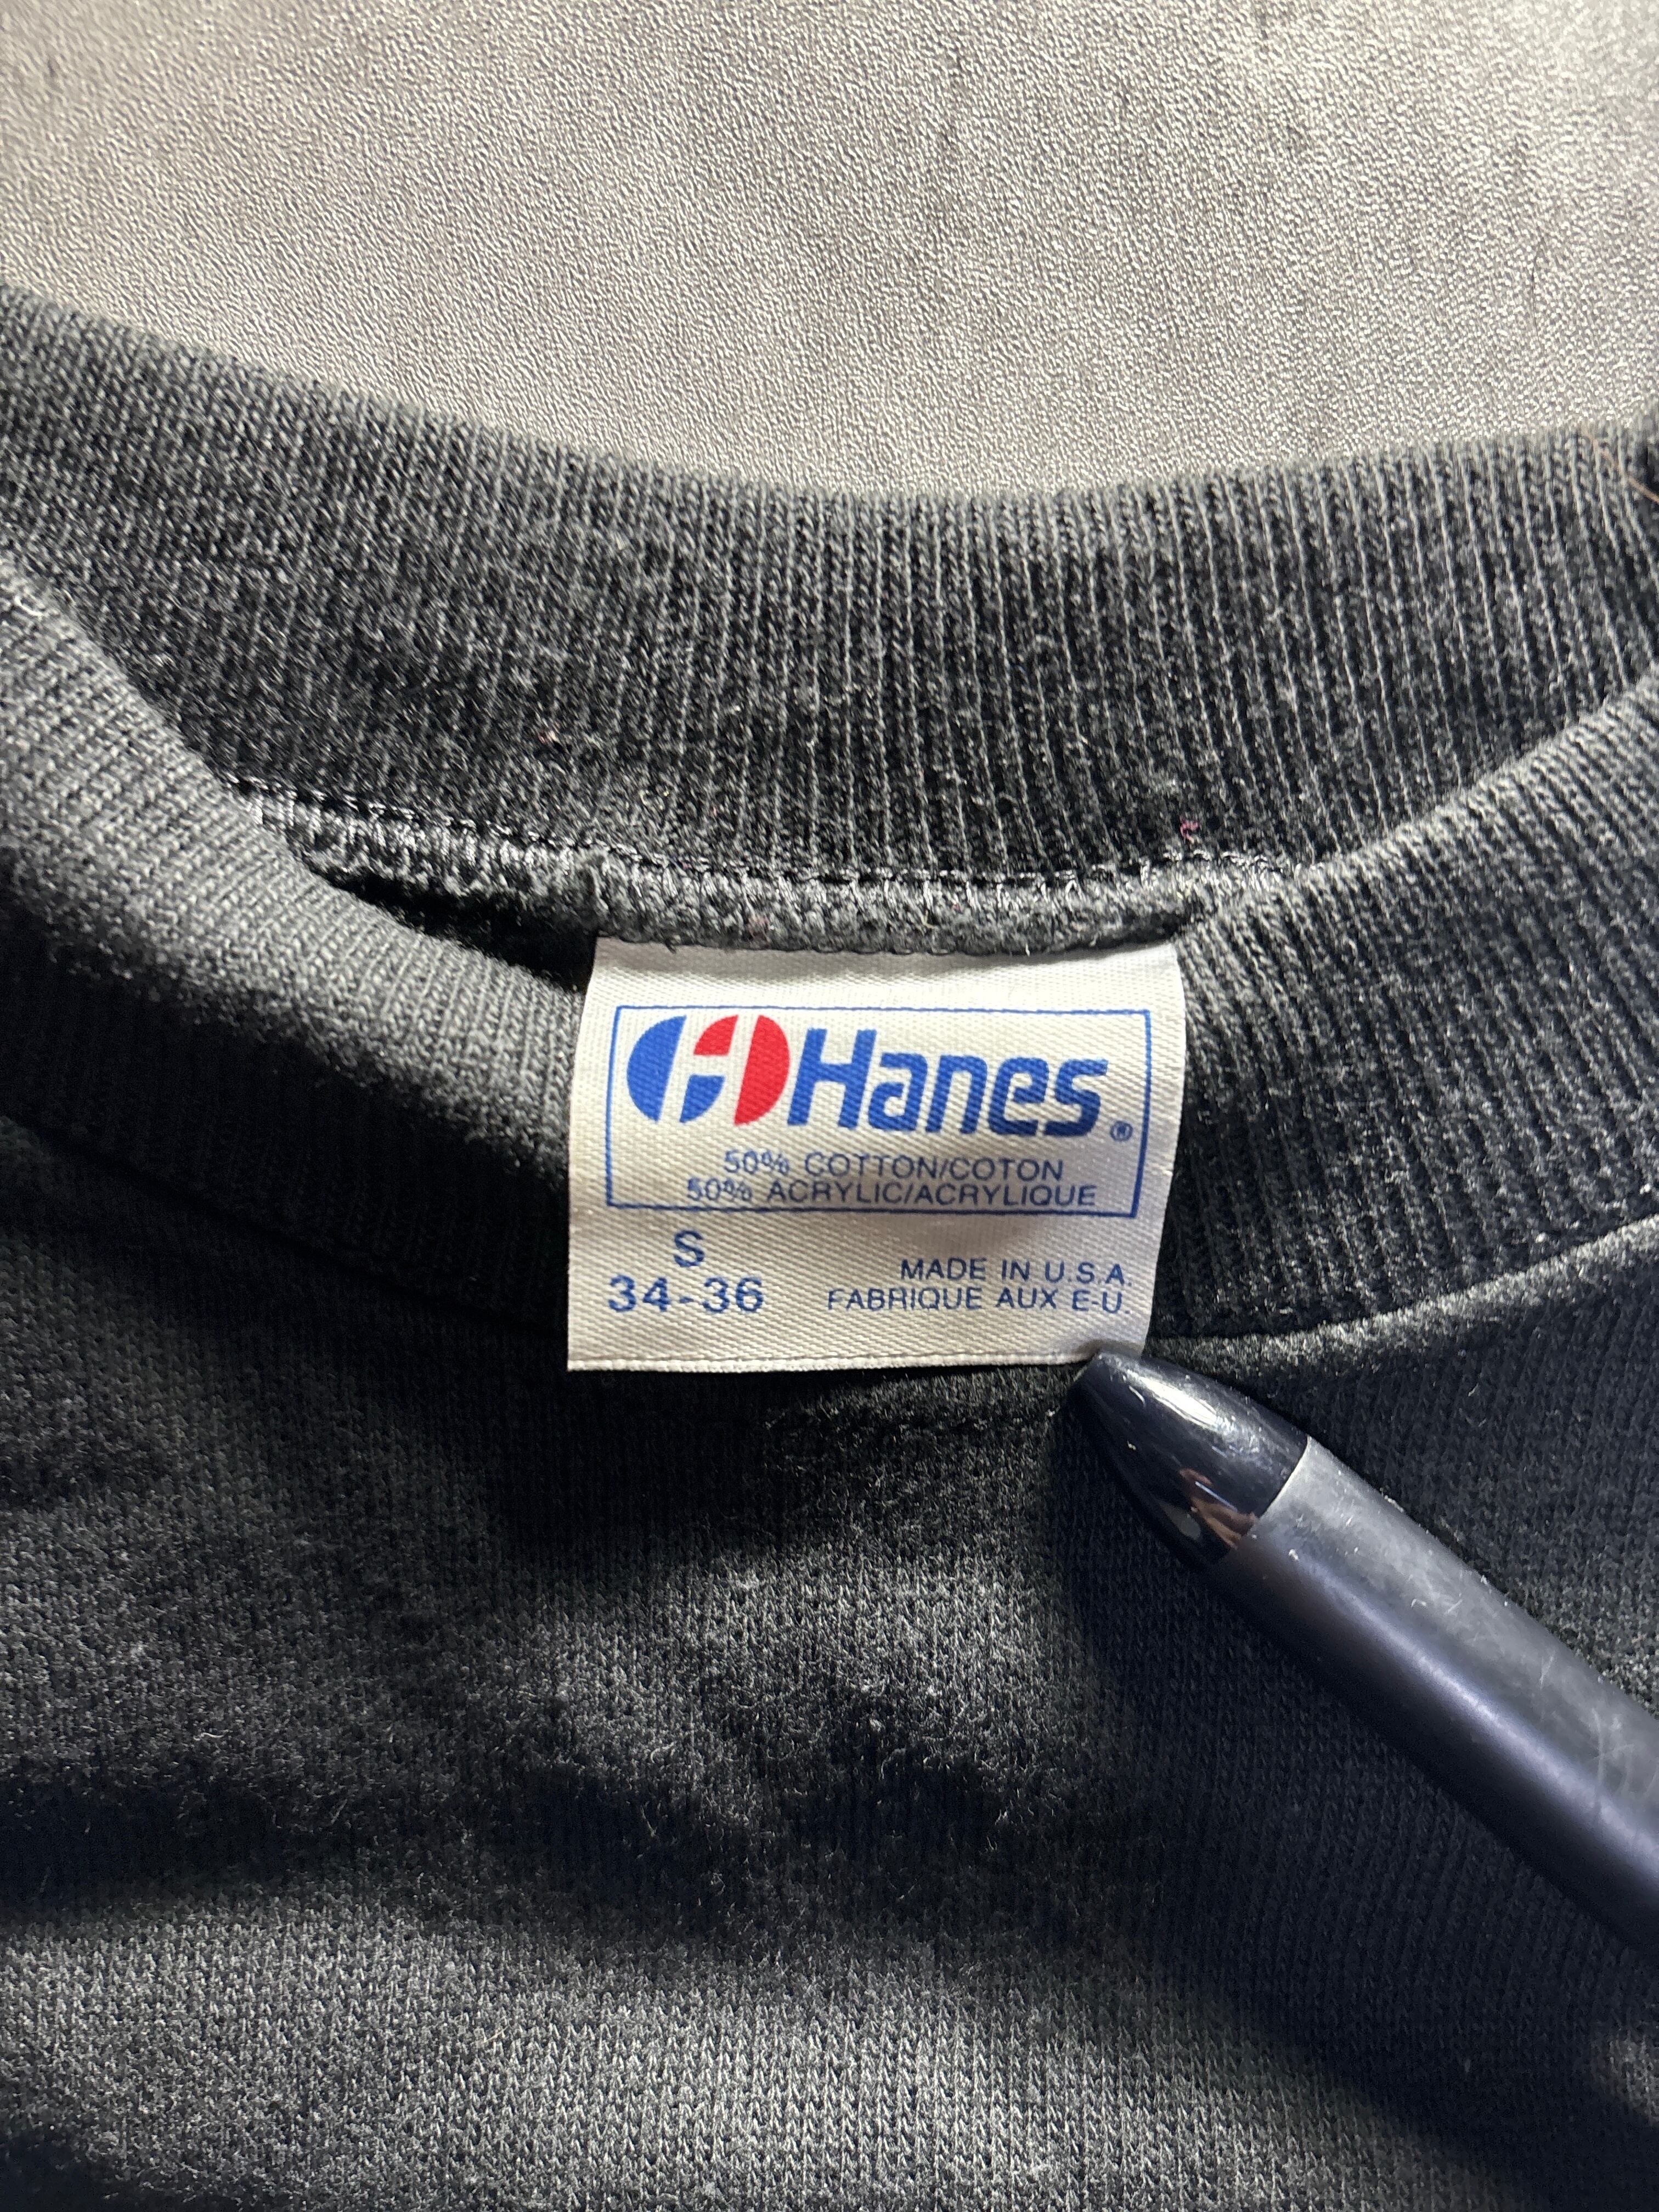 Hanes®
50% COTTON/COTON
50% ACRYLIC/ACRYLIQUE
S
34-36
MADE IN U.S.A.
FABRIQUE AUX E-U.